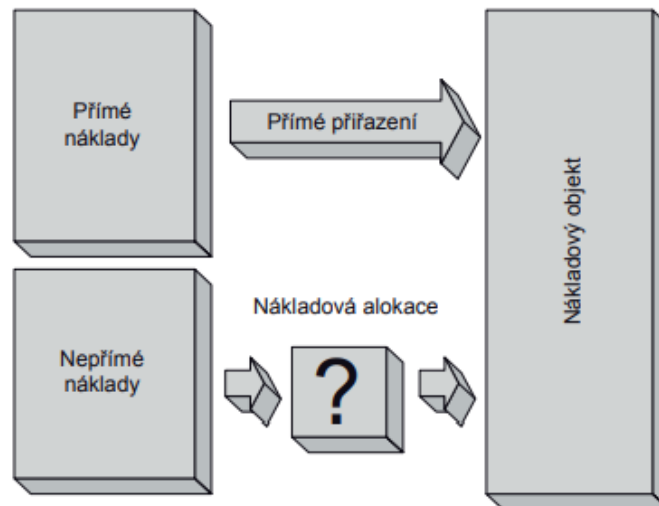 Přímé
náklady
Přímé přiřazení
Nákladový objekt
Nákladová alokace
Nepřímé
náklady
?